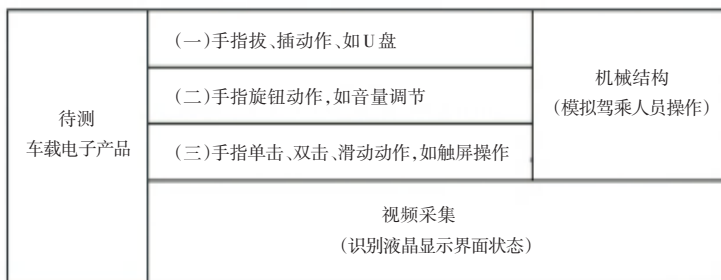 (一)手指拔、插动作,如U盘
(二)手指旋钮动作,如音量调节
(三)手指单击、双击、滑动动作,如触屏操作
待测
车载电子产品
机械结构
(模拟驾乘人员操作)
视频采集
(识别液晶显示界面状态)